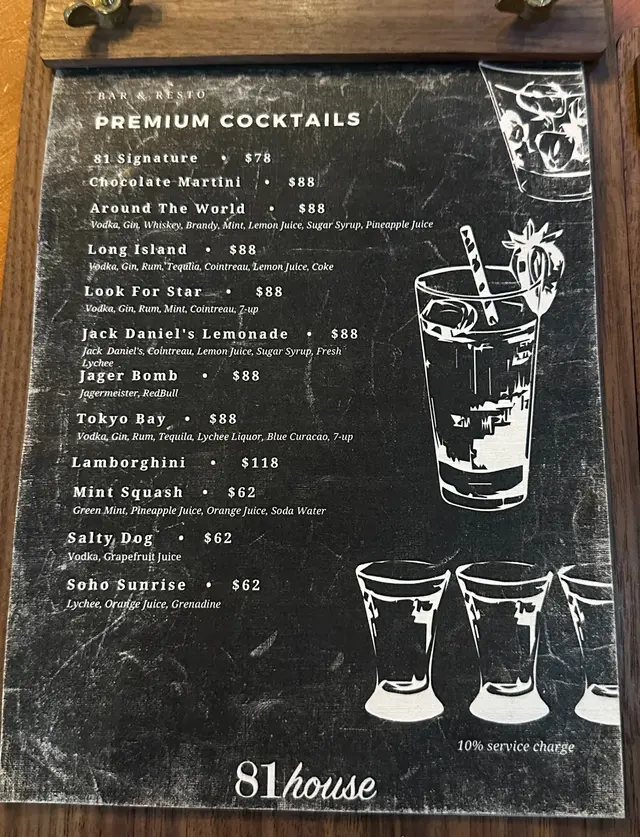 BAR & RESTO
PREMIUM COCKTAILS
81 Signature • $78
Chocolate Martini • $88
Around The World • $88
Vodka, Gin, Whiskey, Brandy, Mint, Lemon Juice, Sugar Syrup, Pineapple Juice
Long Island • $88
Vodka, Gin, Rum, Tequila, Cointreau, Lemon Juice, Coke
Look For Star • $88
Vodka, Gin, Rum, Mint, Cointreau, 7-up
Jack Daniel's Lemonade • $88
Jack Daniel's, Cointreau, Lemon Juice, Sugar Syrup, Fresh
Lychee
Jager Bomb • $88
Jagermeister, RedBull
Tokyo Bay • $88
Vodka, Gin, Rum, Tequila, Lychee Liquor, Blue Curacao, 7-up
Lamborghini • $118
Mint Squash • $62
Green Mint, Pineapple Juice, Orange Juice, Soda Water
Salty Dog • $62
Vodka, Grapefruit Juice
Soho Sunrise • $62
Lychee, Orange Juice, Grenadine
10% service charge
81house